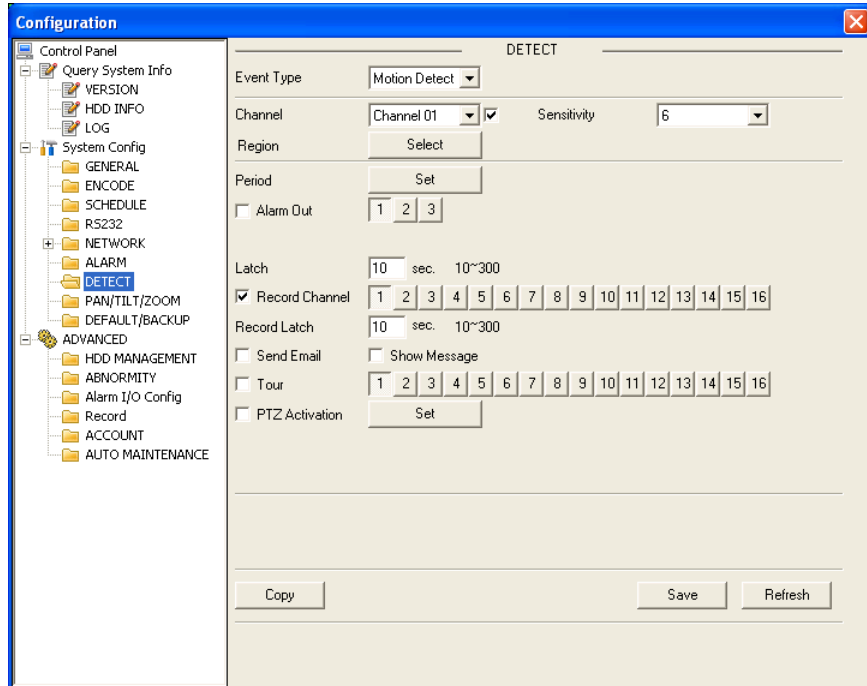 Configuration
Control Panel
Query System Info
VERSION
HDD INFO
LOG
System Config
GENERAL
ENCODE
SCHEDULE
RS232
NETWORK
ALARM
DETECT
PAN/TILT/ZOOM
DEFAULT/BACKUP
ADVANCED
HDD MANAGEMENT
ABNORMITY
Alarm I/O Config
Record
ACCOUNT
AUTO MAINTENANCE
DETECT
Event Type Motion Detect
Channel Channel 01 Sensitivity 6
Region Select
Period Set
Alarm Out 1 2 3
Latch 10 sec. 10~300
Record Channel 1 2 3 4 5 6 7 8 9 10 11 12 13 14 15 16
Record Latch 10 sec. 10~300
Send Email Show Message
Tour 1 2 3 4 5 6 7 8 9 10 11 12 13 14 15 16
PTZ Activation Set
Copy Save Refresh